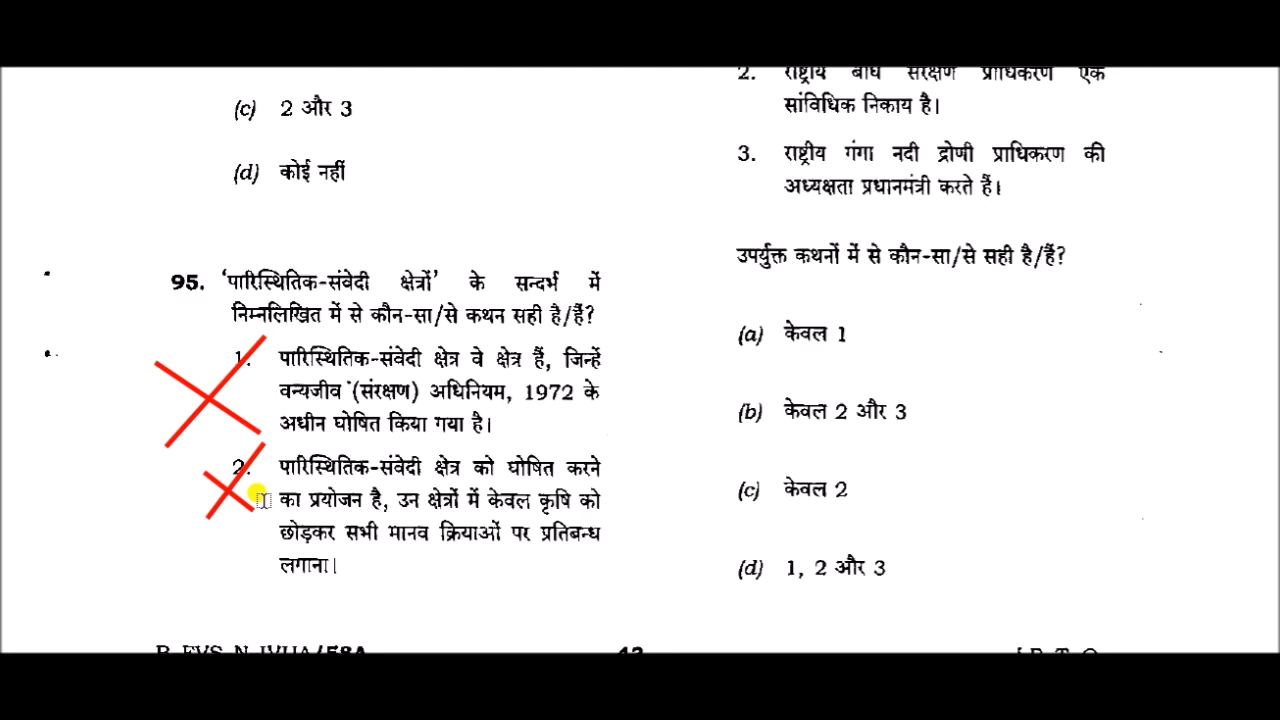 (c) 2 और 3
(d) कोई नहीं
95. 'पारिस्थितिक-संवेदी क्षेत्रों' के सन्दर्भ में
निम्नलिखित में से कौन-सा/से कथन सही है/हैं?
1. पारिस्थितिक-संवेदी क्षेत्र वे क्षेत्र हैं, जिन्हें
वन्यजीव (संरक्षण) अधिनियम, 1972 के
अधीन घोषित किया गया है।
2. पारिस्थितिक-संवेदी क्षेत्र को घोषित करने
का प्रयोजन है, उन क्षेत्रों में केवल कृषि को
छोड़कर सभी मानव क्रियाओं पर प्रतिबन्ध
लगाना।
2. राष्ट्रीय बाघ संरक्षण प्राधिकरण एक
सांविधिक निकाय है।
3. राष्ट्रीय गंगा नदी द्रोणी प्राधिकरण की
अध्यक्षता प्रधानमंत्री करते हैं।
उपर्युक्त कथनों में से कौन-सा/से सही है/हैं?
(a) केवल 1
(b) केवल 2 और 3
(c) केवल 2
(d) 1, 2 और 3